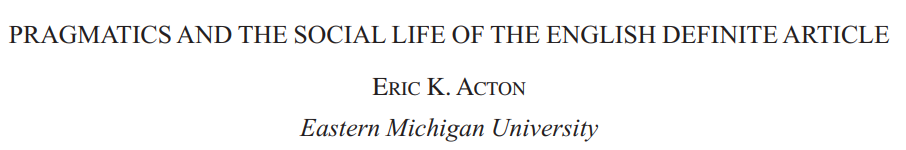 PRAGMATICS AND THE SOCIAL LIFE OF THE ENGLISH DEFINITE ARTICLE
Eric K. Acton
Eastern Michigan University